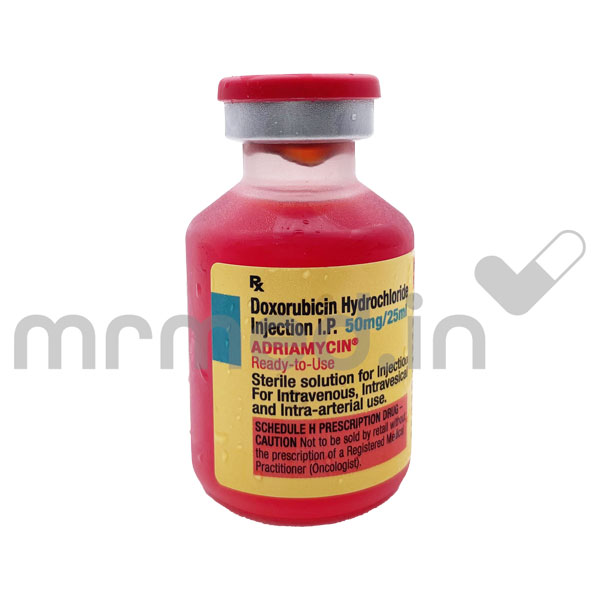 Rx
Doxorubicin Hydrochloride
Injection I.P. 50mg/25ml
ADRIAMYCIN®
Ready-to-Use
Sterile solution for Injection
For Intravenous, Intravesical
and Intra-arterial use.
SCHEDULE H PRESCRIPTION DRUG –
CAUTION Not to be sold by retail without
the prescription of a Registered Medical
Practitioner (Oncologist).
mrmed.in